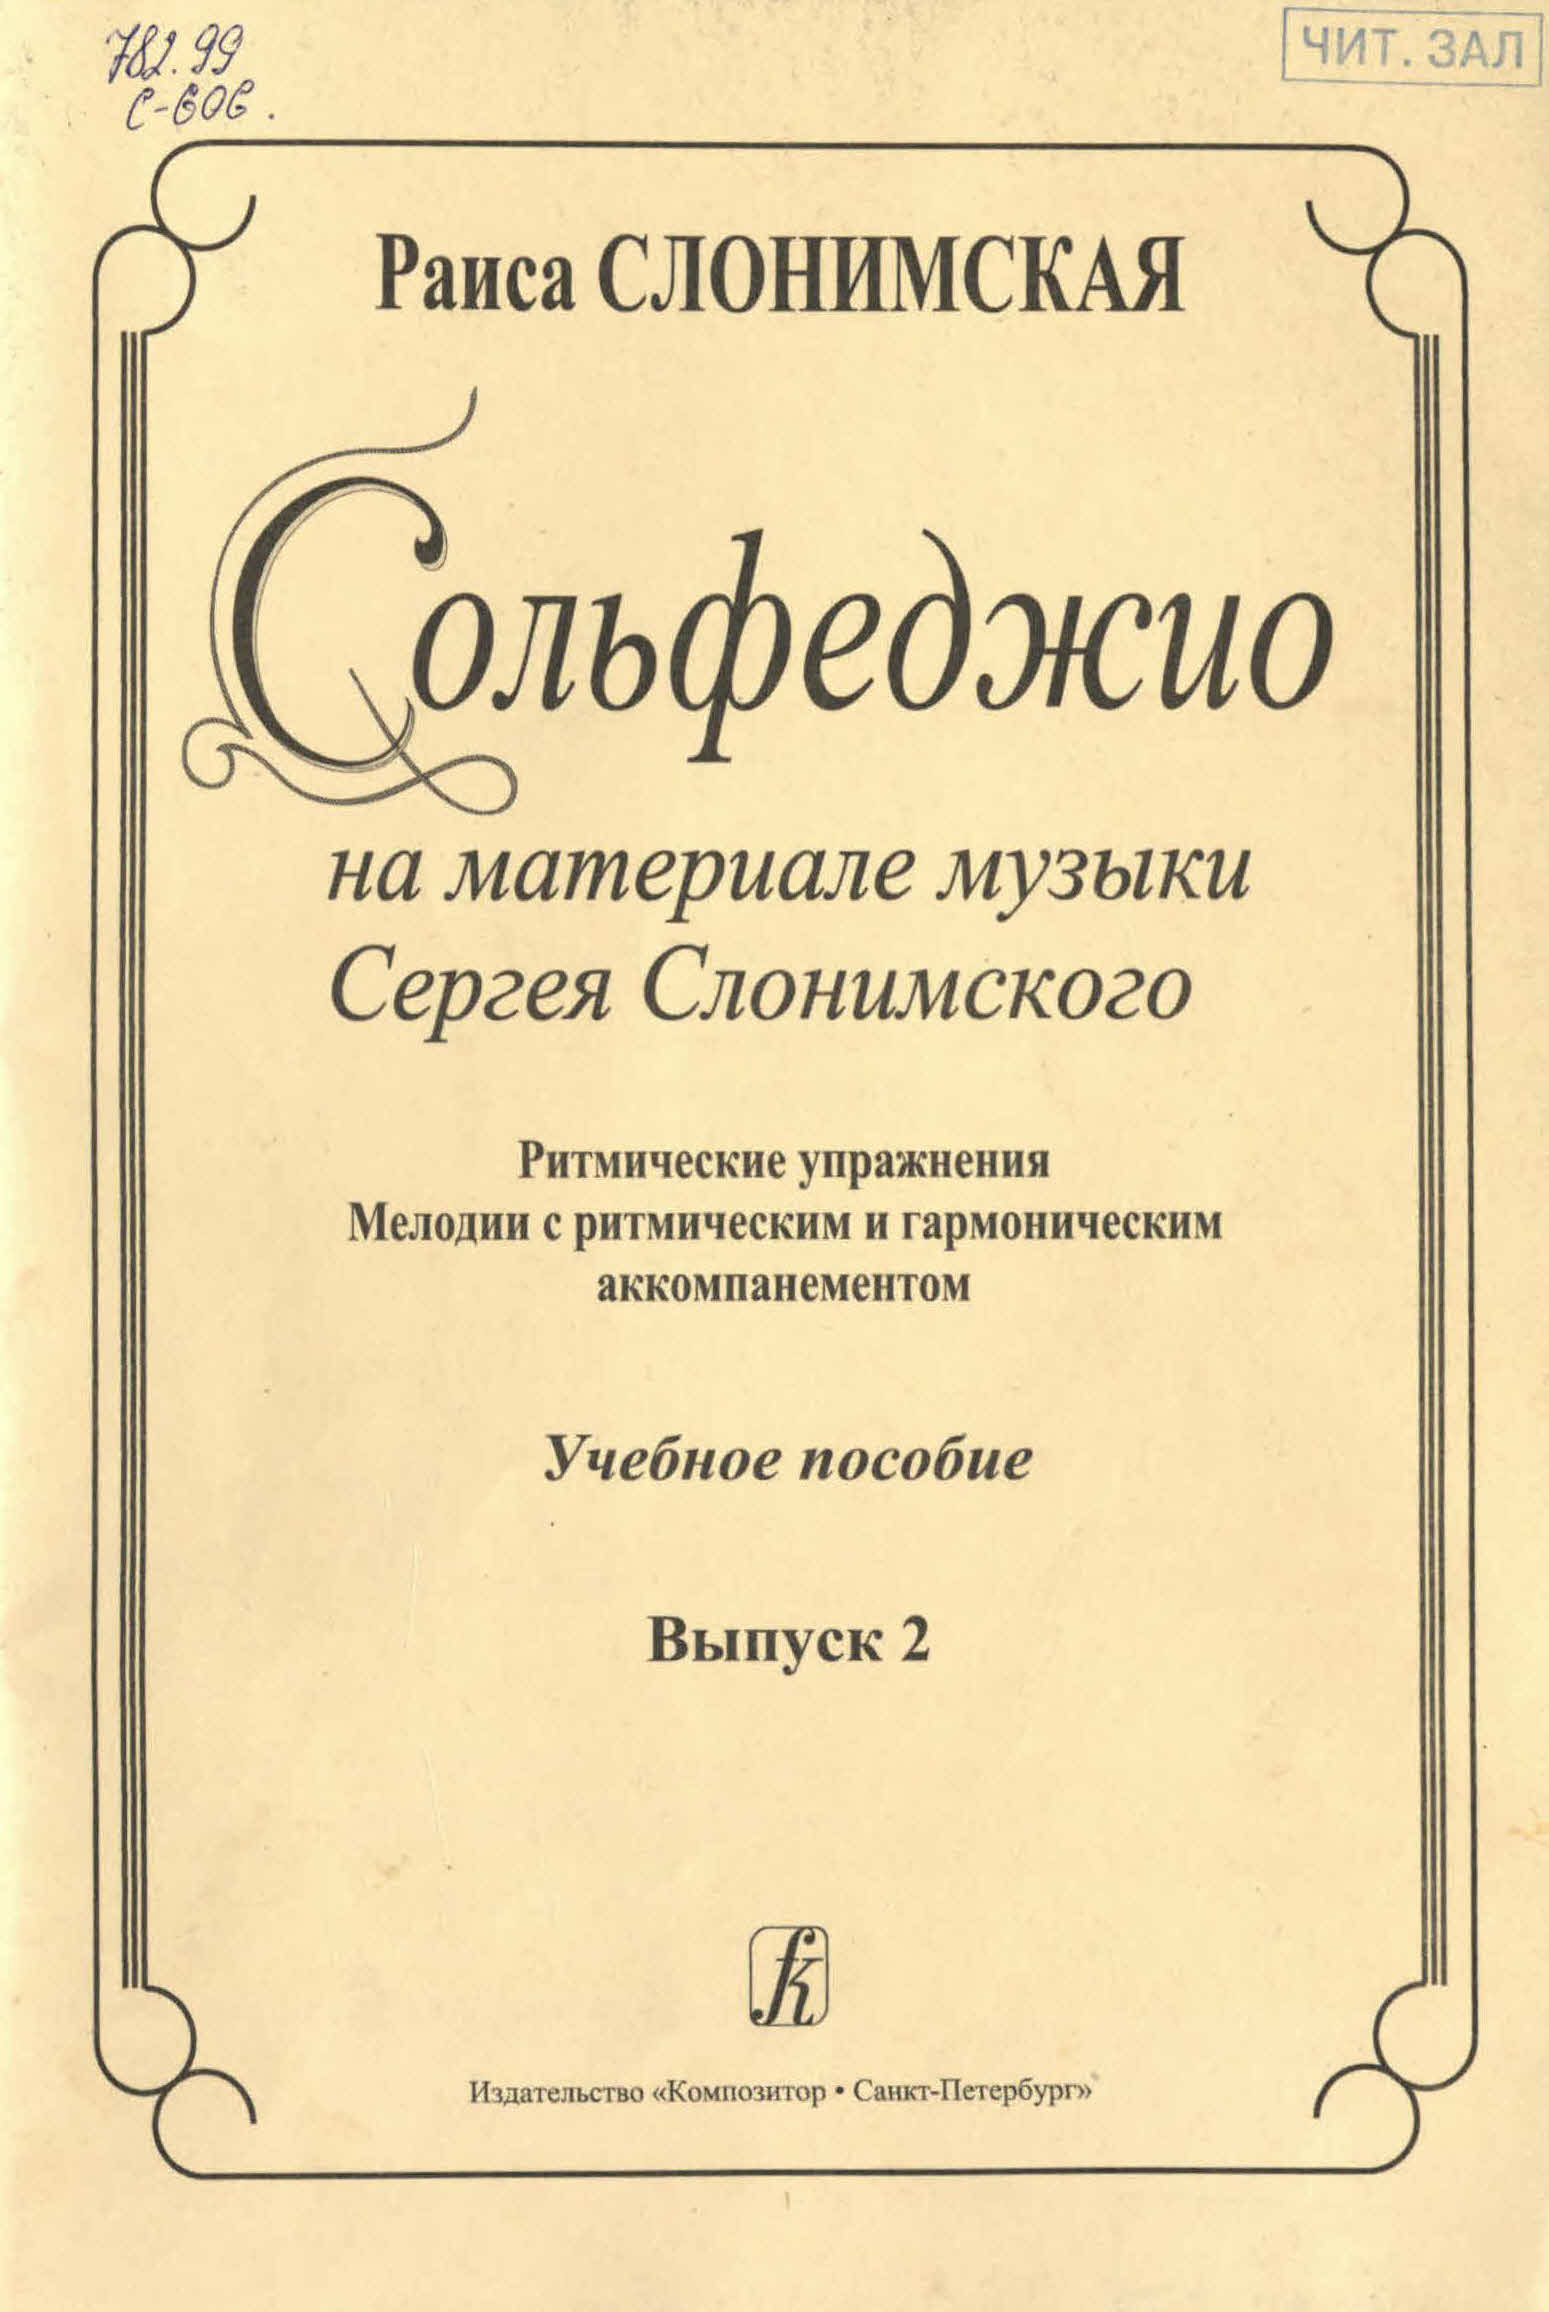 782.99
С-606.
ЧИТ. ЗАЛ
Раиса СЛОНИМСКАЯ
Сольфеджио
на материале музыки
Сергея Слонимского
Ритмические упражнения
Мелодии с ритмическим и гармоническим
аккомпанементом
Учебное пособие
Выпуск 2
Издательство «Композитор • Санкт-Петербург»